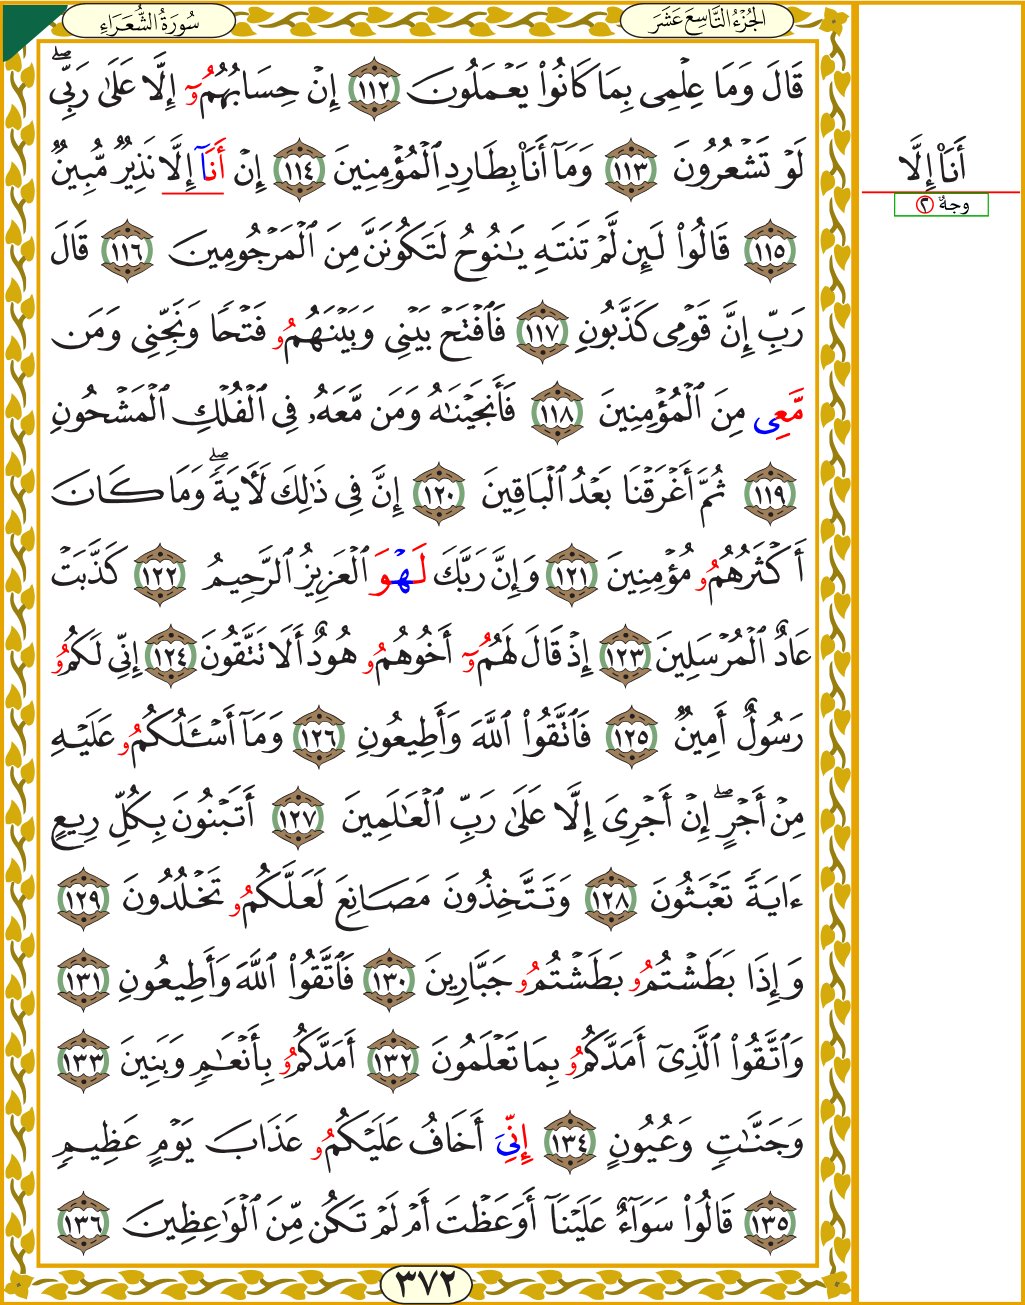 الجُزْءُ التَّاسِعَ عَشَرَ
سُورَةُ الشُّعَرَاءِ
قَالَ وَمَا عِلْمِى بِمَا كَانُوا۟ يَعْمَلُونَ ١١٢ إِنْ حِسَابُهُمُۥٓ إِلَّا عَلَىٰ رَبِّىۖ
لَوْ تَشْعُرُونَ ١١٣ وَمَآ أَنَا۠ بِطَارِدِ ٱلْمُؤْمِنِينَ ١١٤ إِنْ أَنَآ إِلَّا نَذِيرٌ مُّبِينٌ
١١٥ قَالُوا۟ لَئِن لَّمْ تَنتَهِ يَـٰنُوحُ لَتَكُونَنَّ مِنَ ٱلْمَرْجُومِينَ ١١٦ قَالَ
رَبِّ إِنَّ قَوْمِى كَذَّبُونِ ١١٧ فَٱفْتَحْ بَيْنِى وَبَيْنَهُمُۥ فَتْحًا وَنَجِّنِى وَمَن
مَّعِى مِنَ ٱلْمُؤْمِنِينَ ١١٨ فَأَنجَيْنَـٰهُ وَمَن مَّعَهُۥ فِى ٱلْفُلْكِ ٱلْمَشْحُونِ
١١٩ ثُمَّ أَغْرَقْنَا بَعْدُ ٱلْبَاقِينَ ١٢٠ إِنَّ فِى ذَٰلِكَ لَـَٔايَةًۖ وَمَا كَانَ
أَكْثَرُهُمُۥ مُؤْمِنِينَ ١٢١ وَإِنَّ رَبَّكَ لَهْوَ ٱلْعَزِيزُ ٱلرَّحِيمُ ١٢٢ كَذَّبَتْ
عَادٌ ٱلْمُرْسَلِينَ ١٢٣ إِذْ قَالَ لَهُمُۥٓ أَخُوهُمُۥ هُودٌ أَلَا تَتَّقُونَ ١٢٤ إِنِّى لَكُمُۥ
رَسُولٌ أَمِينٌ ١٢٥ فَٱتَّقُوا۟ ٱللَّهَ وَأَطِيعُونِ ١٢٦ وَمَآ أَسْـَٔلُكُمُۥ عَلَيْهِ
مِنْ أَجْرٍۖ إِنْ أَجْرِىَ إِلَّا عَلَىٰ رَبِّ ٱلْعَـٰلَمِينَ ١٢٧ أَتَبْنُونَ بِكُلِّ رِيعٍ
ءَايَةً تَعْبَثُونَ ١٢٨ وَتَتَّخِذُونَ مَصَانِعَ لَعَلَّكُمُۥ تَخْلُدُونَ ١٢٩
وَإِذَا بَطَشْتُمُۥ بَطَشْتُمُۥ جَبَّارِينَ ١٣٠ فَٱتَّقُوا۟ ٱللَّهَ وَأَطِيعُونِ ١٣١
وَٱتَّقُوا۟ ٱلَّذِىٓ أَمَدَّكُمُۥ بِمَا تَعْلَمُونَ ١٣٢ أَمَدَّكُمُۥ بِأَنْعَـٰمٍ وَبَنِينَ ١٣٣
وَجَنَّـٰتٍ وَعُيُونٍ ١٣٤ إِنِّىَ أَخَافُ عَلَيْكُمُۥ عَذَابَ يَوْمٍ عَظِيمٍ
١٣٥ قَالُوا۟ سَوَآءٌ عَلَيْنَآ أَوَعَظْتَ أَمْ لَمْ تَكُن مِّنَ ٱلْوَٰعِظِينَ ١٣٦
٣٧٢
أَنَا۠ إِلَّا
وجهٌ ٢